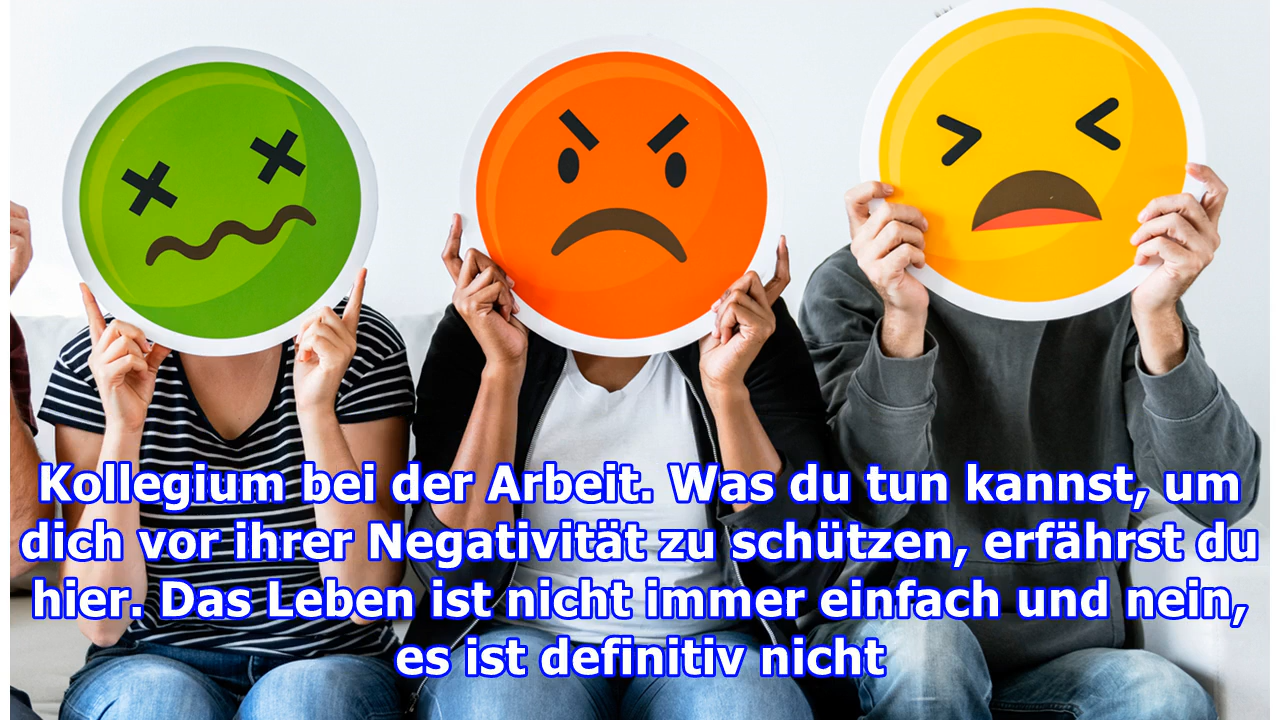 Kollegium bei der Arbeit. Was du tun kannst, um
dich vor ihrer Negativität zu schützen, erfährst du
hier. Das Leben ist nicht immer einfach und nein,
es ist definitiv nicht